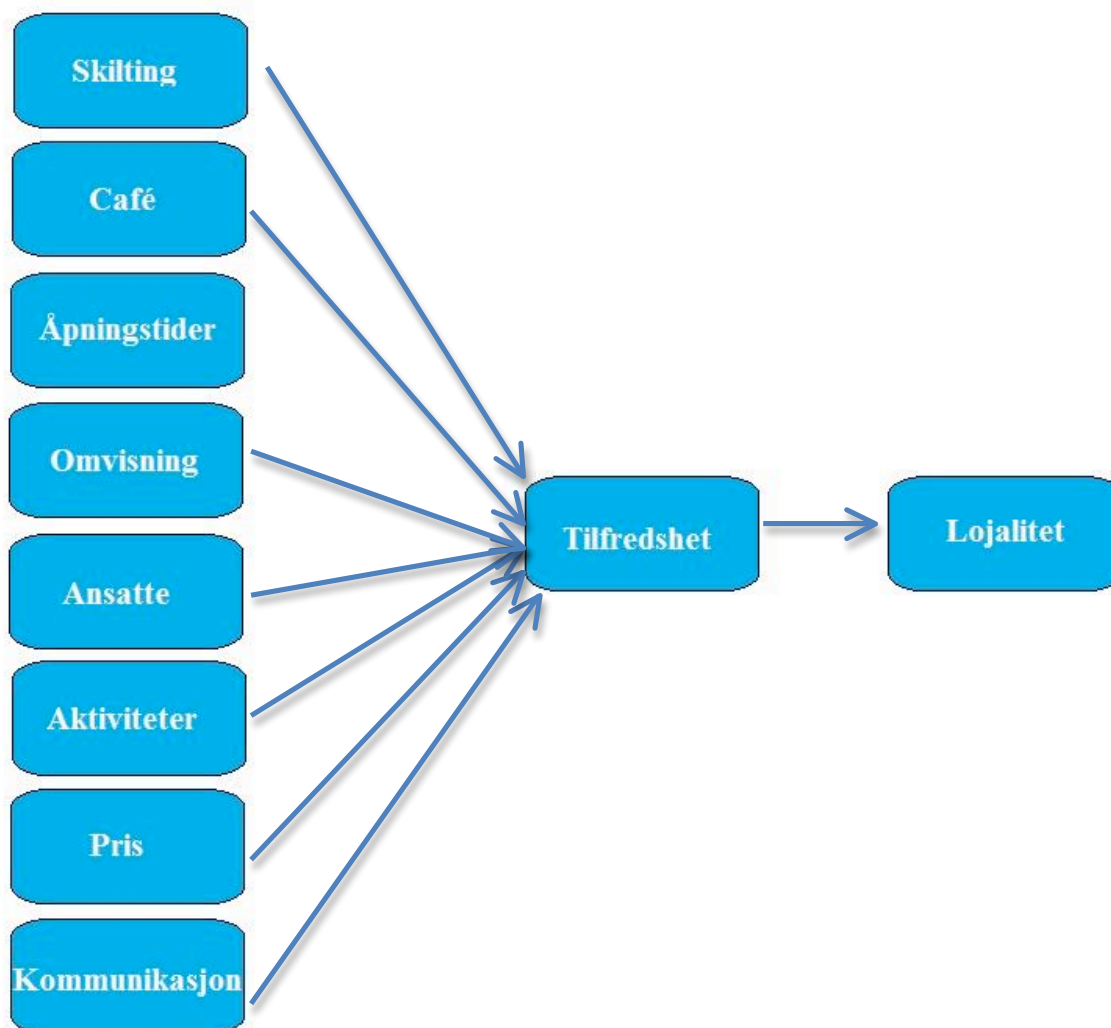 Skilting
Café
Åpningstider
Omvisning
Ansatte
Aktiviteter
Pris
Kommunikasjon
Tilfredshet
Lojalitet